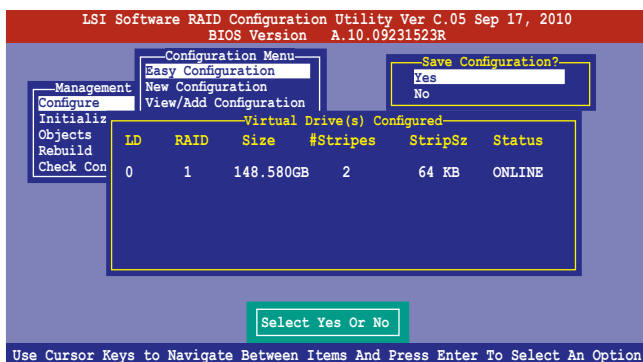 LSI Software RAID Configuration Utility Ver C.05 Sep 17, 2010
BIOS Version A.10.09231523R
Configuration Menu
Easy Configuration
New Configuration
View/Add Configuration
Save Configuration?
Yes
No
Management
Configure
Initializ
Objects
Rebuild
Check Con
Virtual Drive(s) Configured
LD RAID Size #Stripes StripSz Status
0 1 148.580GB 2 64 KB ONLINE
Select Yes Or No
Use Cursor Keys to Navigate Between Items And Press Enter To Select An Option